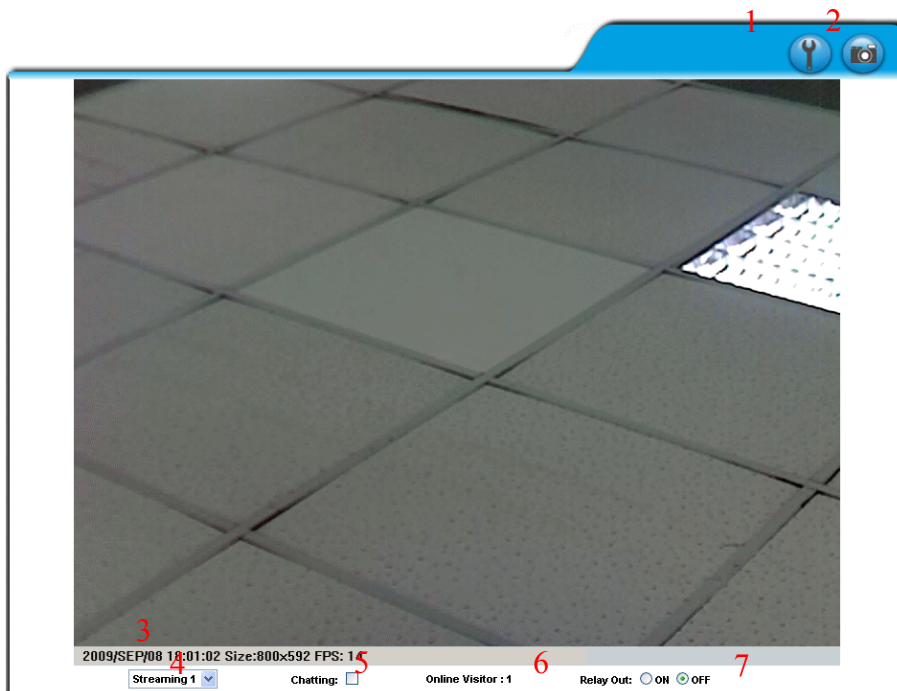 1 2
3
2009/SEP/08 18:01:02 Size:800x592 FPS: 14
4 5 6 7
Streaming 1 Chatting: Online Visitor : 1 Relay Out: ON OFF